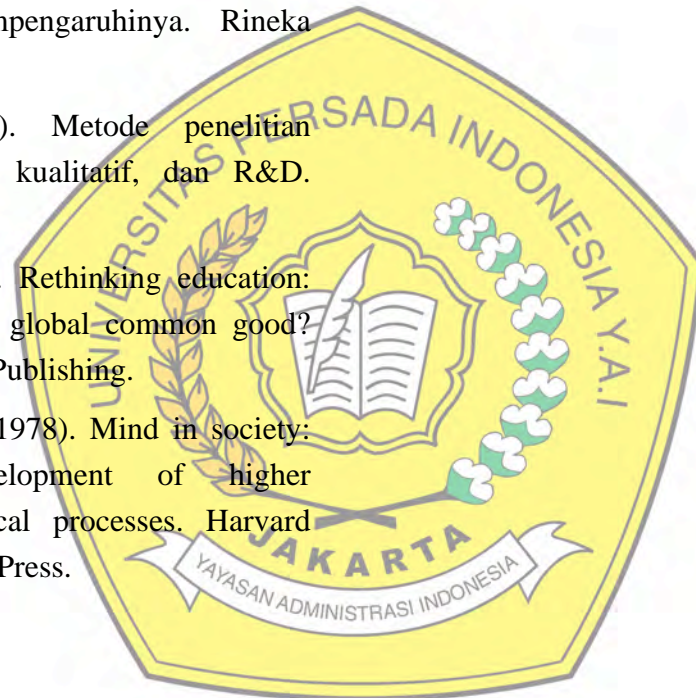 npengaruhinya. Rineka
). Metode penelitian
kualitatif, dan R&D.
Rethinking education:
global common good?
Publishing.
1978). Mind in society:
elopment of higher
cal processes. Harvard
Press.
UNIVERSITAS PERSADA INDONESIA Y.A.I
JAKARTA
YAYASAN ADMINISTRASI INDONESIA